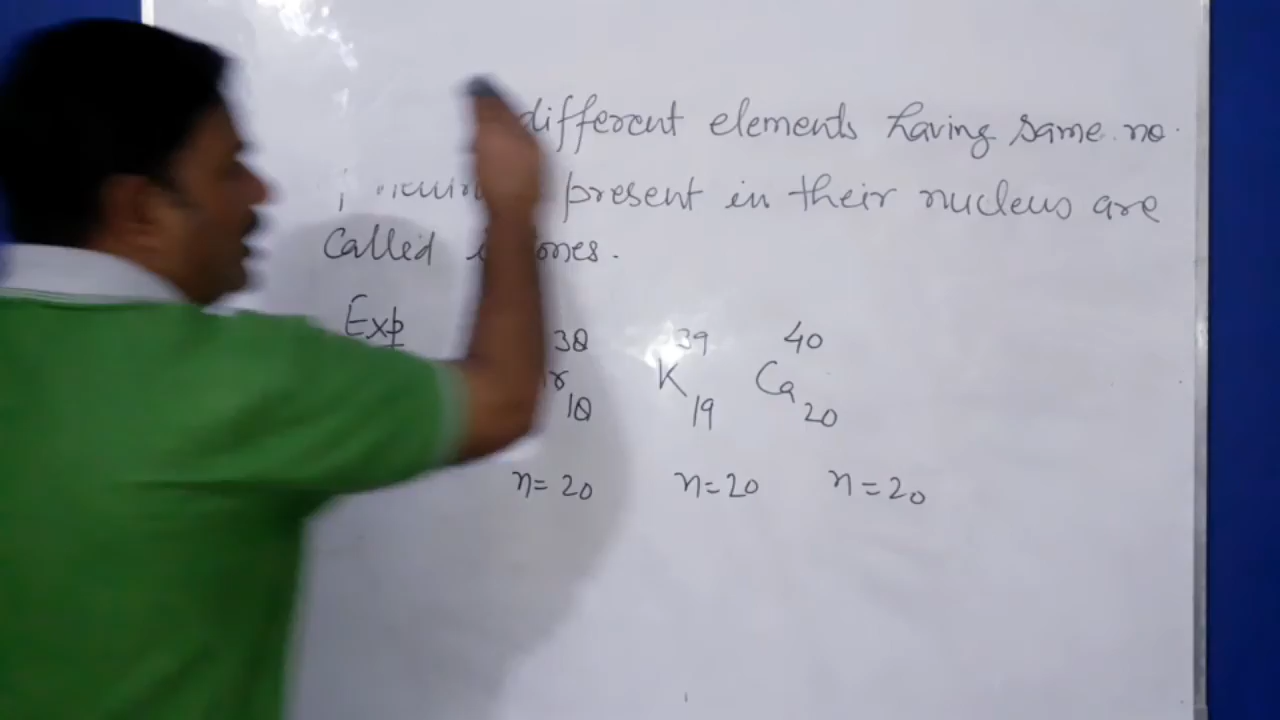 different elements having same no.
present in their nucleus are
called
Exp
38 39 40
K Ca
18 19 20
n=20 n=20 n=20